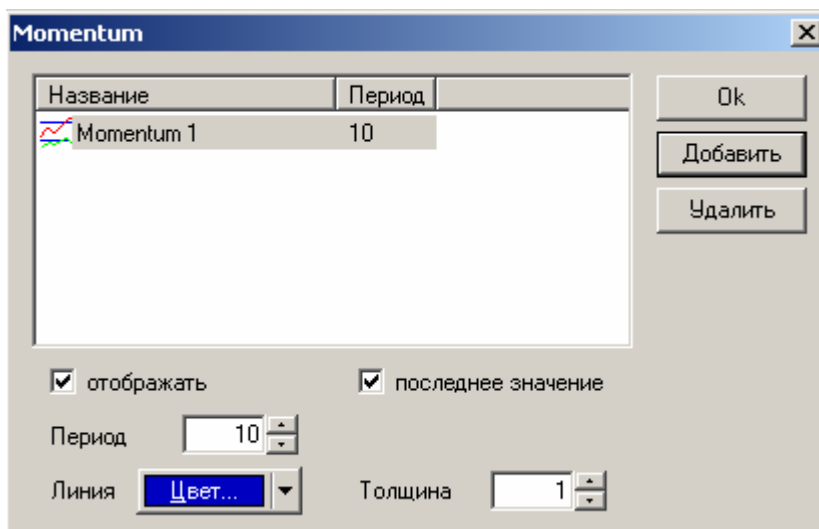 Momentum
Название Период
Ok
Momentum 1 10
Добавить
Удалить
отображать последнее значение
Период 10
Линия Цвет... Толщина 1